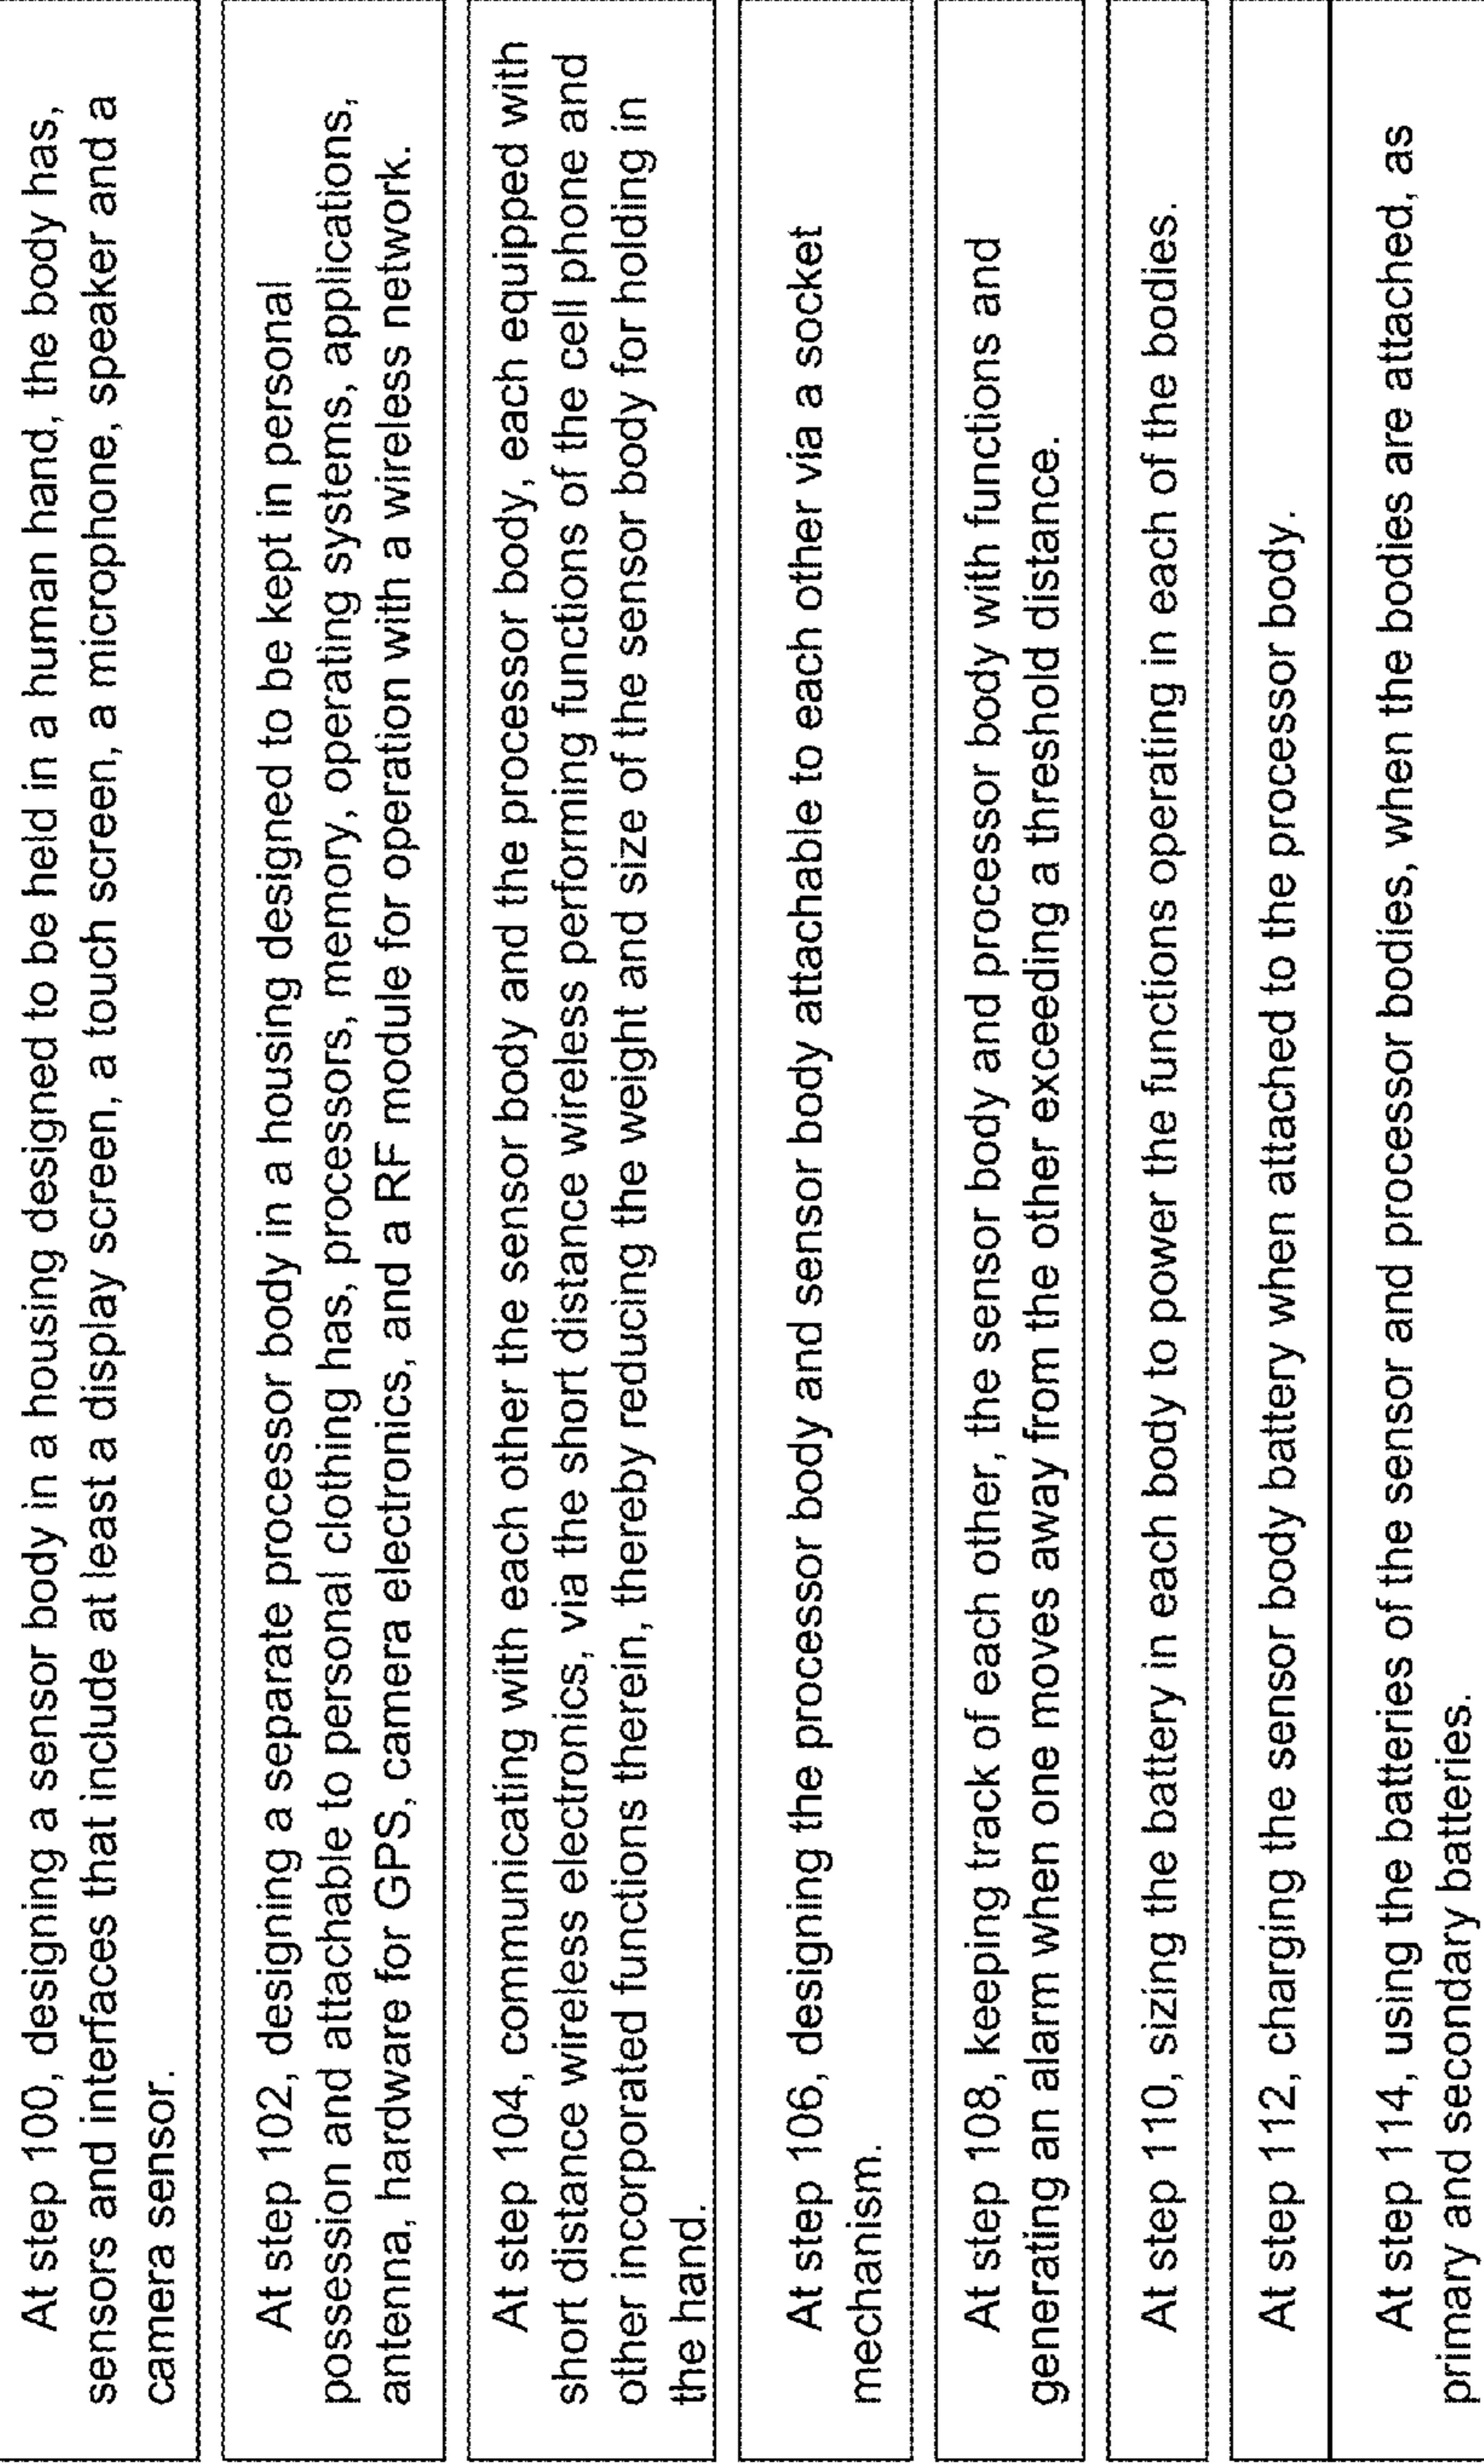 At step 100, designing a sensor body in a housing designed to be held in a human hand, the body has,
sensors and interfaces that include at least a display screen, a touch screen, a microphone, speaker and a
camera sensor.
At step 102, designing a separate processor body in a housing designed to be kept in personal
possession and attachable to personal clothing has, processors, memory, operating systems, applications,
antenna, hardware for GPS, camera electronics, and a RF module for operation with a wireless network.
At step 104, communicating with each other the sensor body and the processor body, each equipped with
short distance wireless electronics, via the short distance wireless performing functions of the cell phone and
other incorporated functions therein, thereby reducing the weight and size of the sensor body for holding in
the hand.
At step 106, designing the processor body and sensor body attachable to each other via a socket
mechanism.
At step 108, keeping track of each other, the sensor body and processor body with functions and
generating an alarm when one moves away from the other exceeding a threshold distance.
At step 110, sizing the battery in each body to power the functions operating in each of the bodies.
At step 112, charging the sensor body battery when attached to the processor body.
At step 114, using the batteries of the sensor and processor bodies, when the bodies are attached, as
primary and secondary batteries.